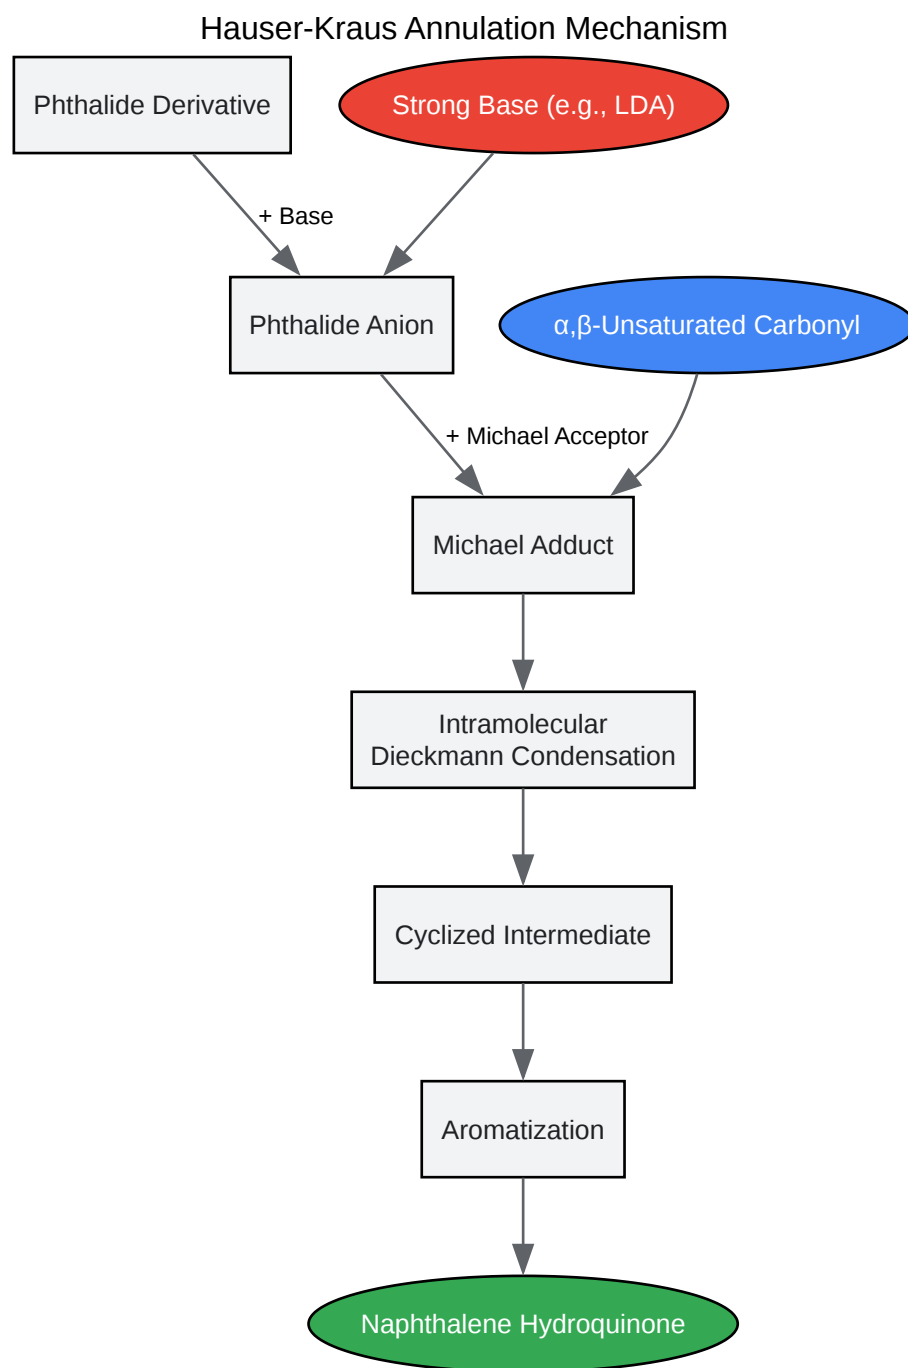 Hauser-Kraus Annulation Mechanism
Phthalide Derivative
Strong Base (e.g., LDA)
+ Base
Phthalide Anion
α,β-Unsaturated Carbonyl
+ Michael Acceptor
Michael Adduct
Intramolecular
Dieckmann Condensation
Cyclized Intermediate
Aromatization
Naphthalene Hydroquinone